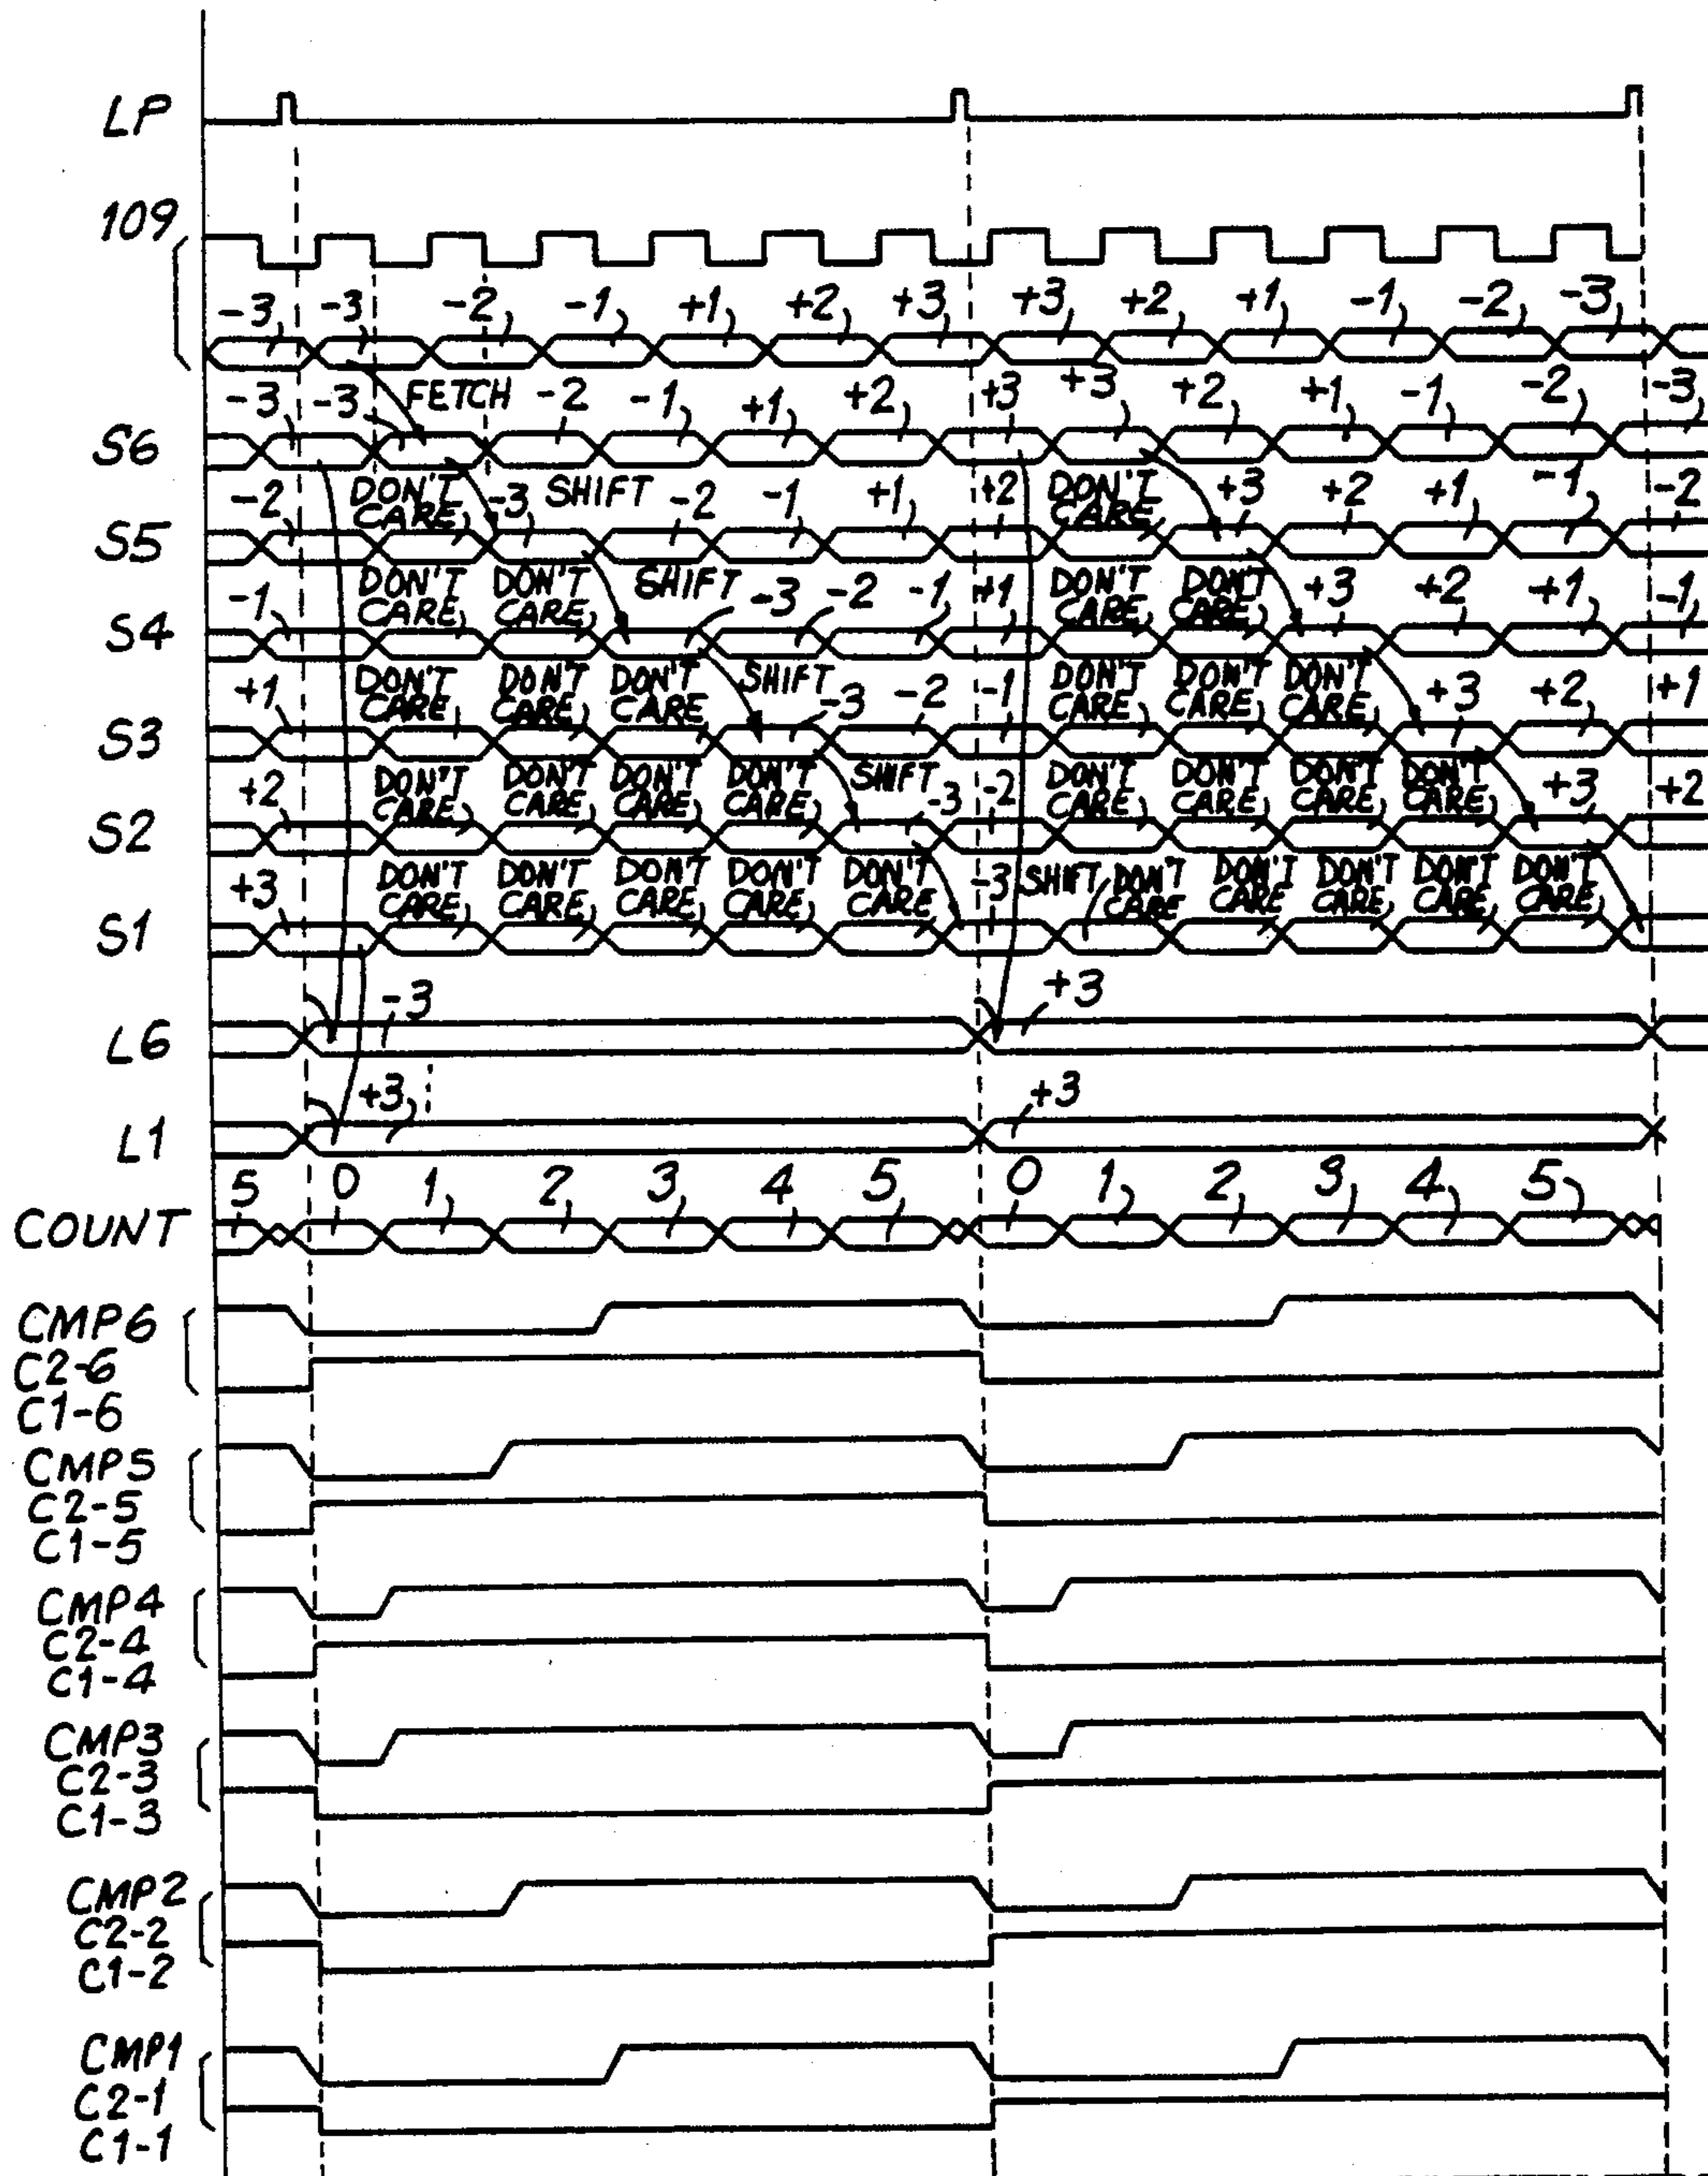 LP
109
-3 -3 -2 -1 +1 +2 +3 +3 +2 +1 -1 -2 -3
-3 -3 FETCH -2 -1 +1 +2 +3 +3 +2 +1 -1 -2 -3
S6
-2 DON'T CARE -3 SHIFT -2 -1 +1 +2 DON'T CARE +3 +2 +1 -1 -2
S5
-1 DON'T CARE DON'T CARE SHIFT -3 -2 -1 +1 DON'T CARE DON'T CARE +3 +2 +1 -1
S4
+1 DON'T CARE DON'T CARE DON'T CARE SHIFT -3 -2 -1 DON'T CARE DON'T CARE DON'T CARE +3 +2 +1
S3
+2 DON'T CARE DON'T CARE DON'T CARE DON'T CARE SHIFT -3 -2 DON'T CARE DON'T CARE DON'T CARE DON'T CARE +3 +2
S2
+3 DON'T CARE DON'T CARE DON'T CARE DON'T CARE DON'T CARE -3 SHIFT DON'T CARE DON'T CARE DON'T CARE DON'T CARE DON'T CARE
S1
-3 +3
L6
+3 +3
L1
5 0 1 2 3 4 5 0 1 2 3 4 5
COUNT
CMP6
C2-6
C1-6
CMP5
C2-5
C1-5
CMP4
C2-4
C1-4
CMP3
C2-3
C1-3
CMP2
C2-2
C1-2
CMP1
C2-1
C1-1